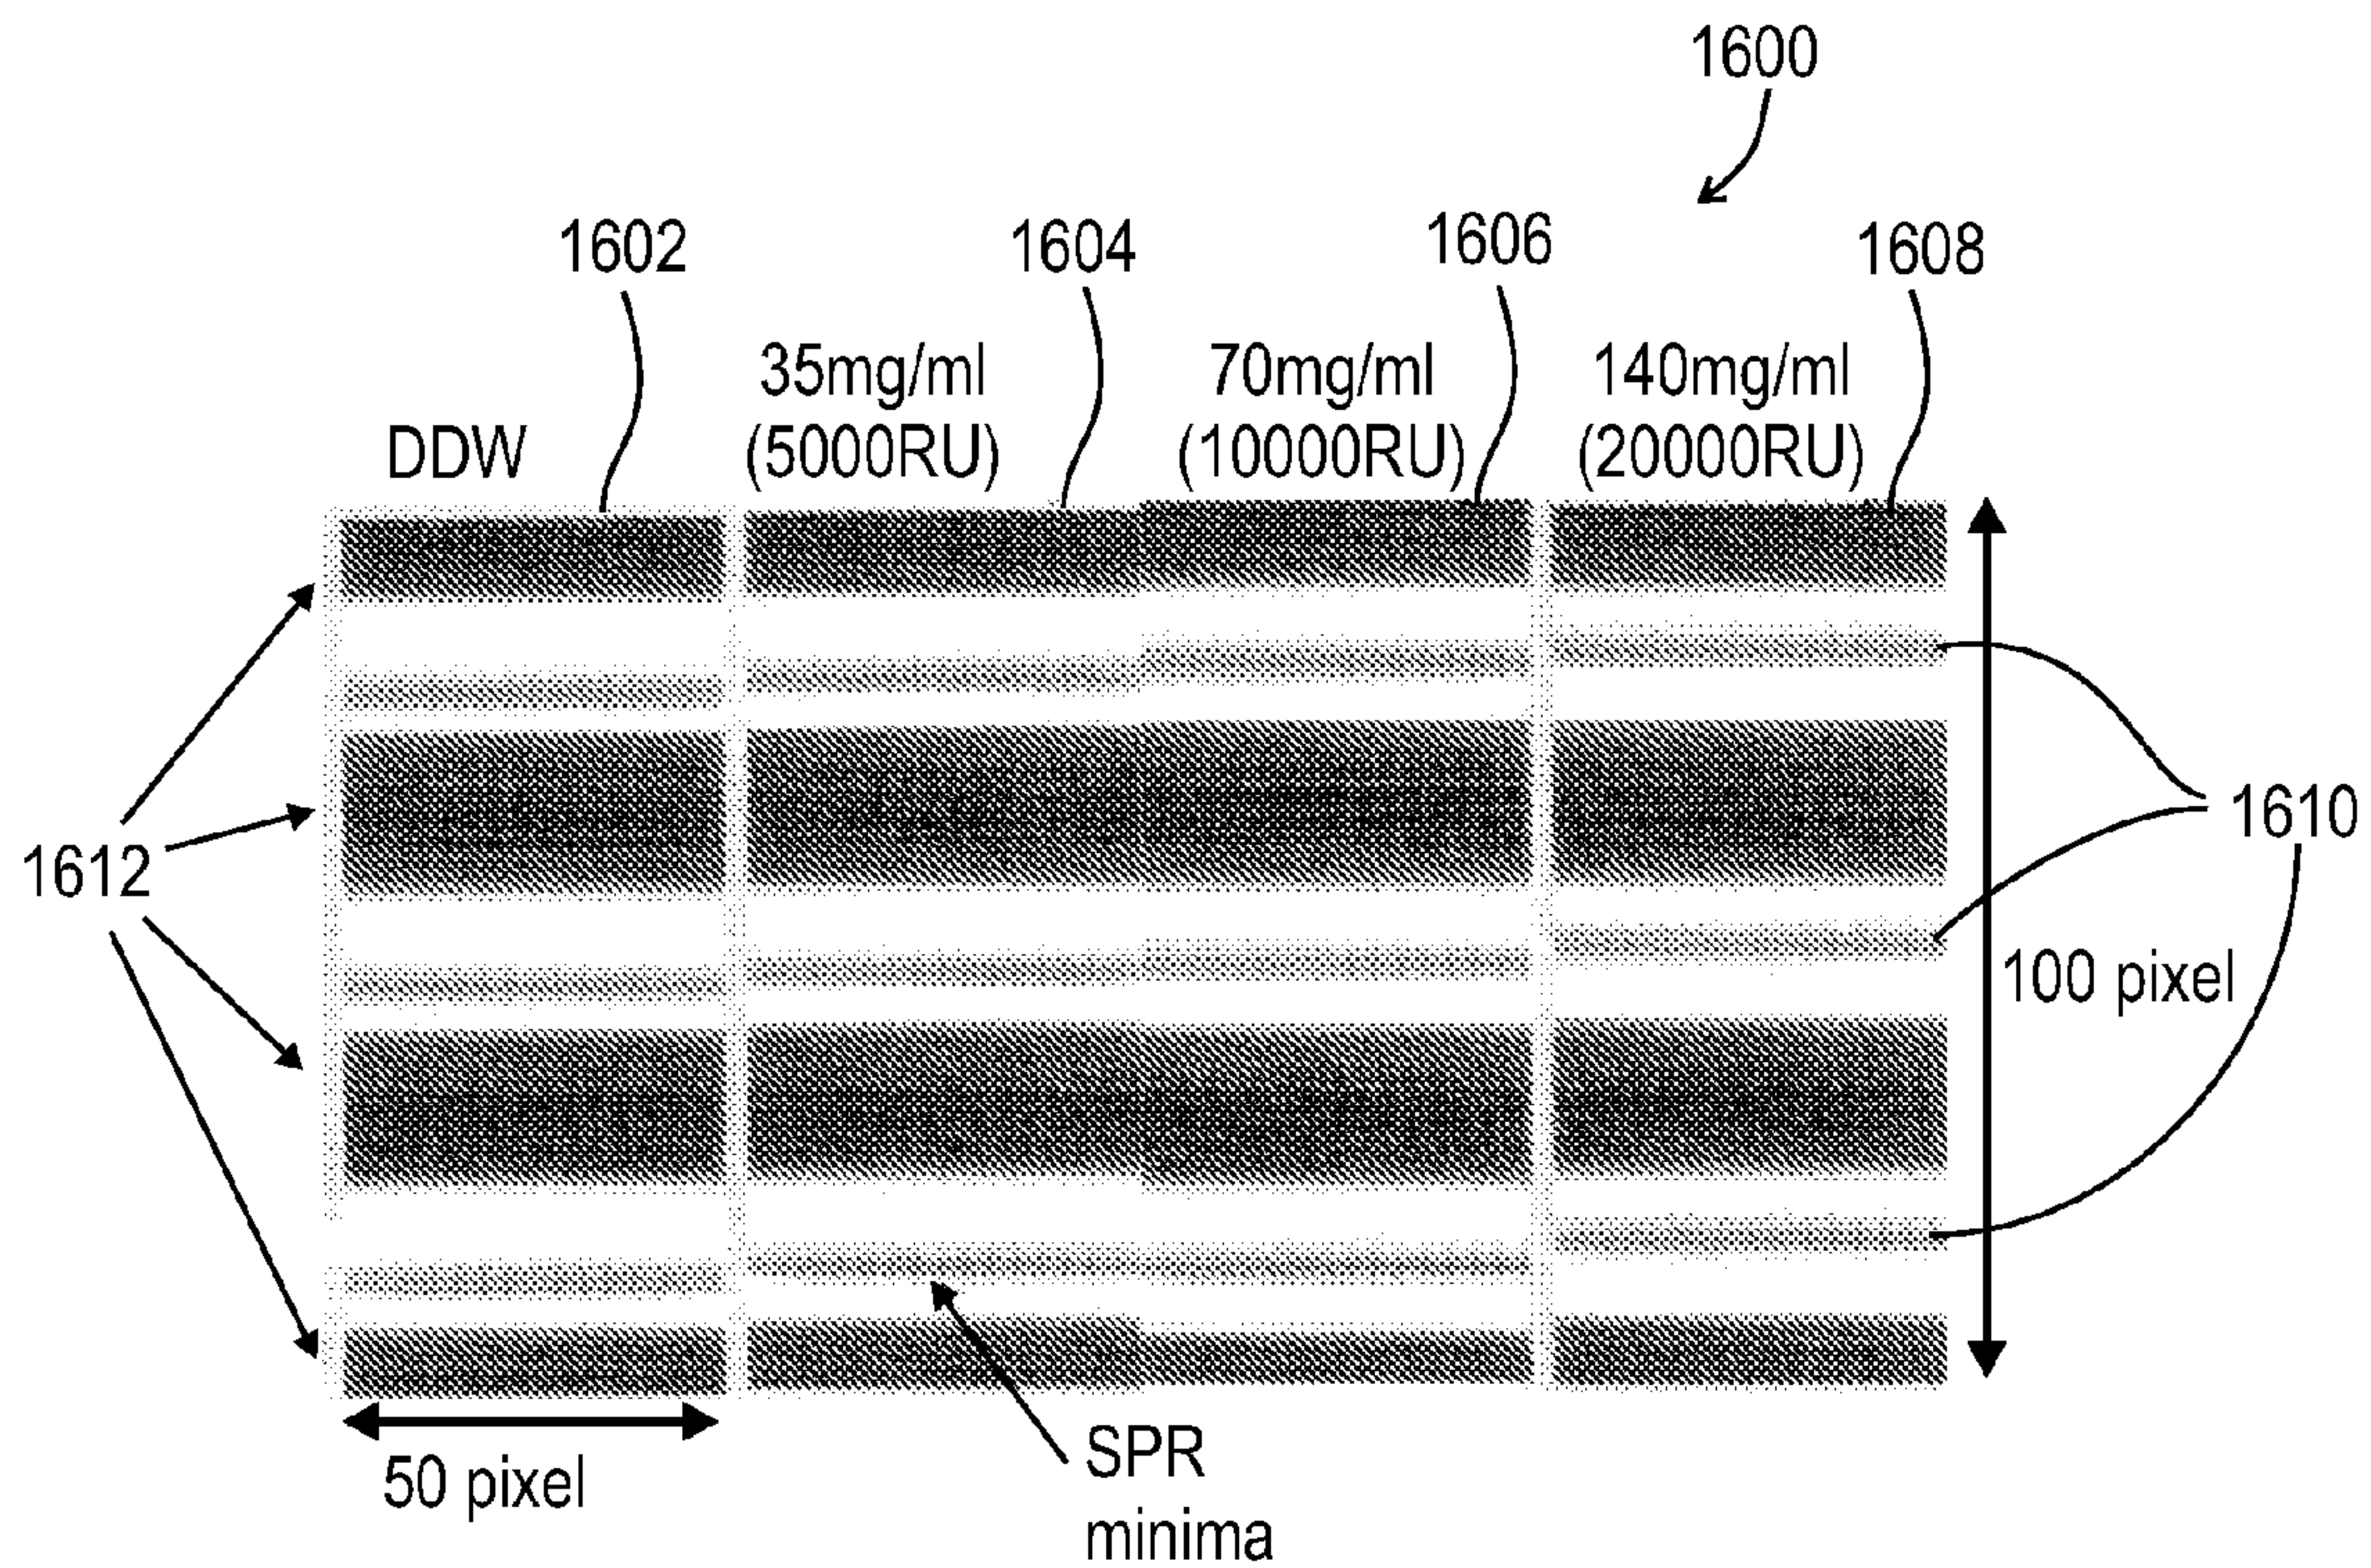 1600
1602
1604
1606
1608
35mg/ml
70mg/ml
140mg/ml
DDW
(5000RU)
(10000RU)
(20000RU)
1612
1610
100 pixel
50 pixel
SPR
minima